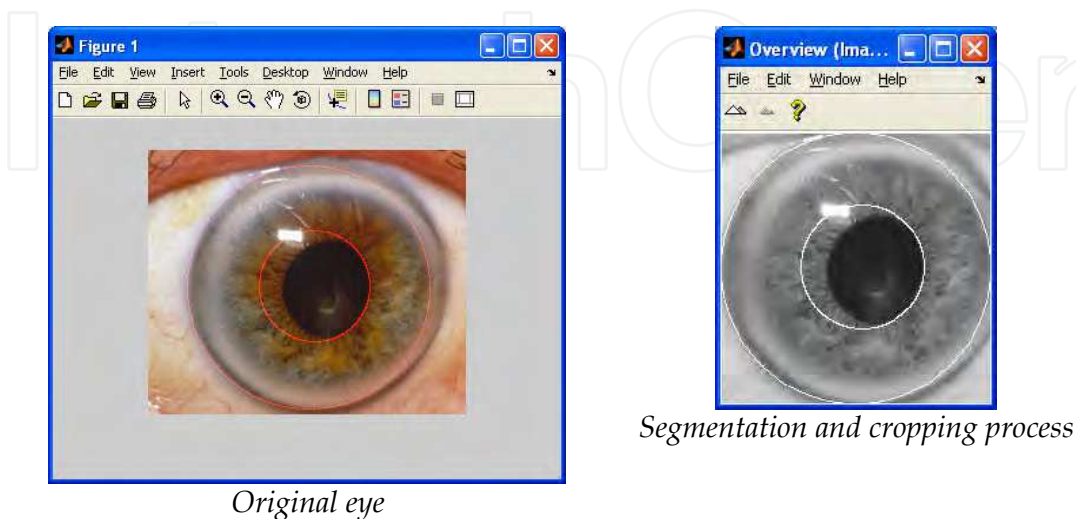 Figure 1
File Edit View Insert Tools Desktop Window Help
Original eye
Overview (Ima...
File Edit Window Help
Segmentation and cropping process